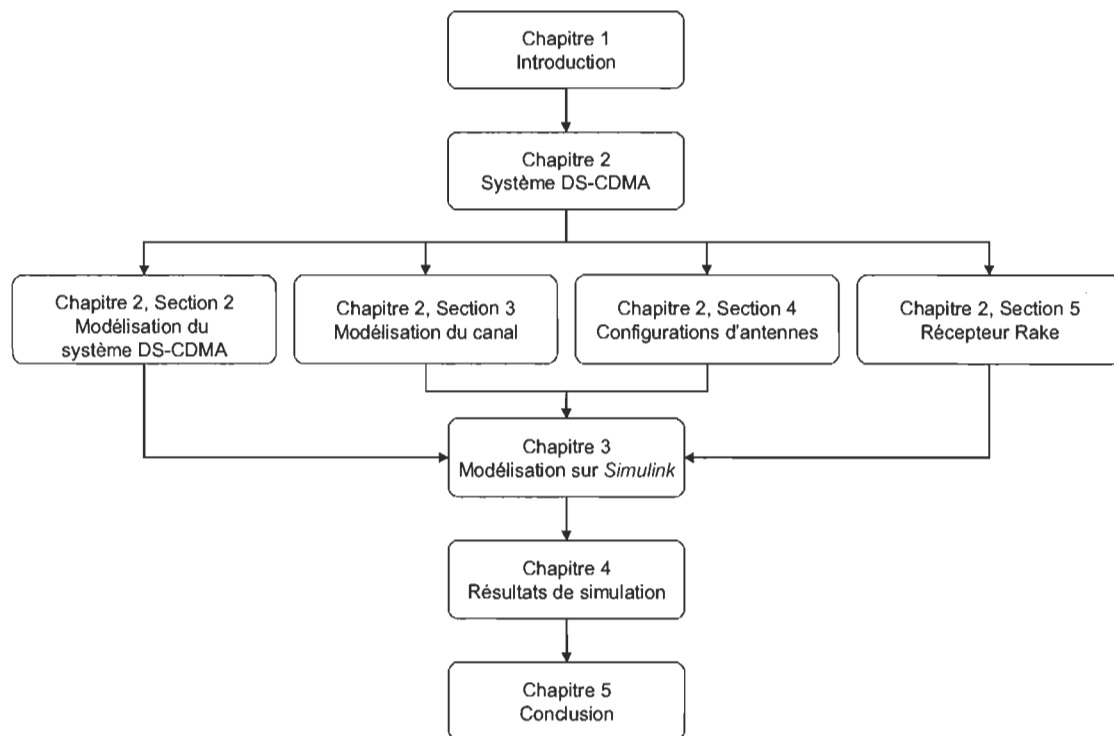 Chapitre 1
Introduction
Chapitre 2
Système DS-CDMA
Chapitre 2, Section 2
Modélisation du
système DS-CDMA
Chapitre 2, Section 3
Modélisation du canal
Chapitre 2, Section 4
Configurations d'antennes
Chapitre 2, Section 5
Récepteur Rake
Chapitre 3
Modélisation sur Simulink
Chapitre 4
Résultats de simulation
Chapitre 5
Conclusion